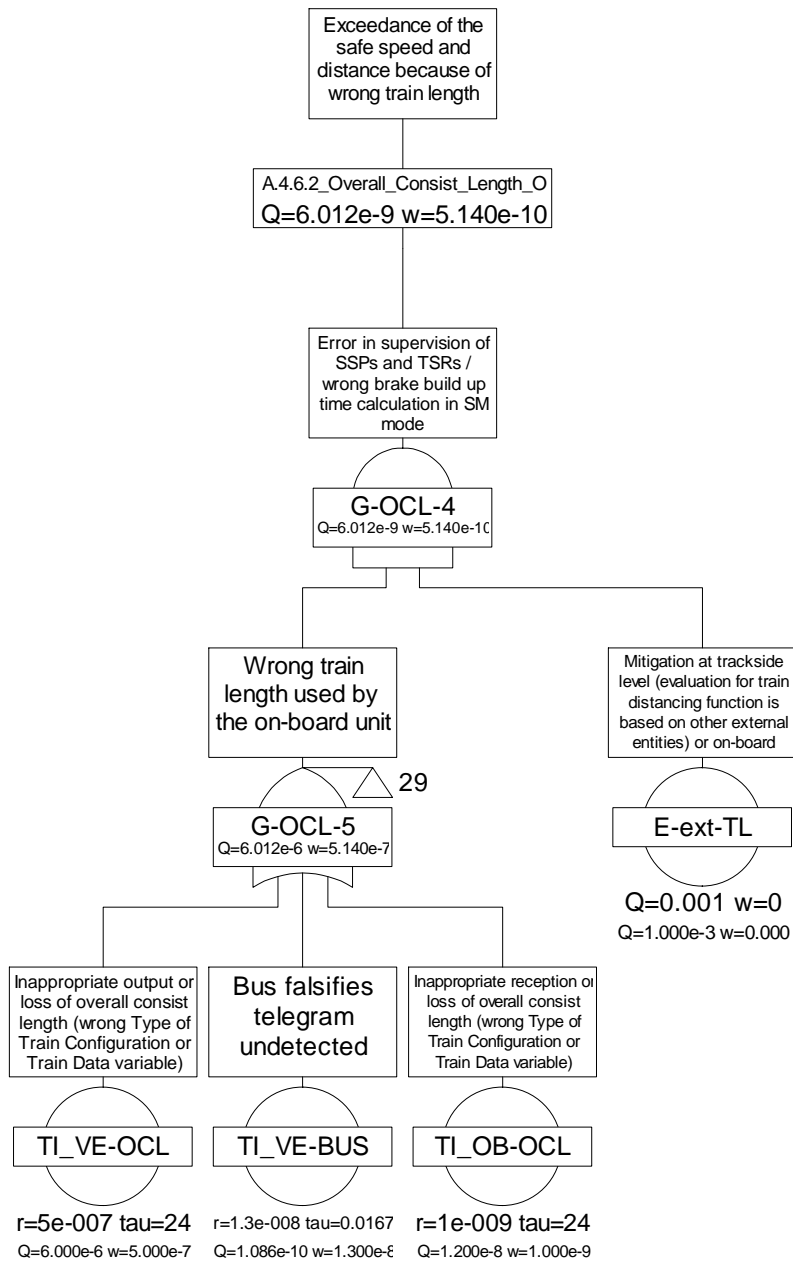 Exceedance of the
safe speed and
distance because of
wrong train length
A.4.6.2_Overall_Consist_Length_O
Q=6.012e-9 w=5.140e-10
Error in supervision of
SSPs and TSRs /
wrong brake build up
time calculation in SM
mode
G-OCL-4
Q=6.012e-9 w=5.140e-10
Wrong train
length used by
the on-board unit
Mitigation at trackside
level (evaluation for train
distancing function is
based on other external
entities) or on-board
29
G-OCL-5
Q=6.012e-6 w=5.140e-7
E-ext-TL
Q=0.001 w=0
Q=1.000e-3 w=0.000
Inappropriate output or
loss of overall consist
length (wrong Type of
Train Configuration or
Train Data variable)
Bus falsifies
telegram
undetected
Inappropriate reception or
loss of overall consist
length (wrong Type of
Train Configuration or
Train Data variable)
TI_VE-OCL
TI_VE-BUS
TI_OB-OCL
r=5e-007 tau=24
r=1.3e-008 tau=0.0167
r=1e-009 tau=24
Q=6.000e-6 w=5.000e-7
Q=1.086e-10 w=1.300e-8
Q=1.200e-8 w=1.000e-9